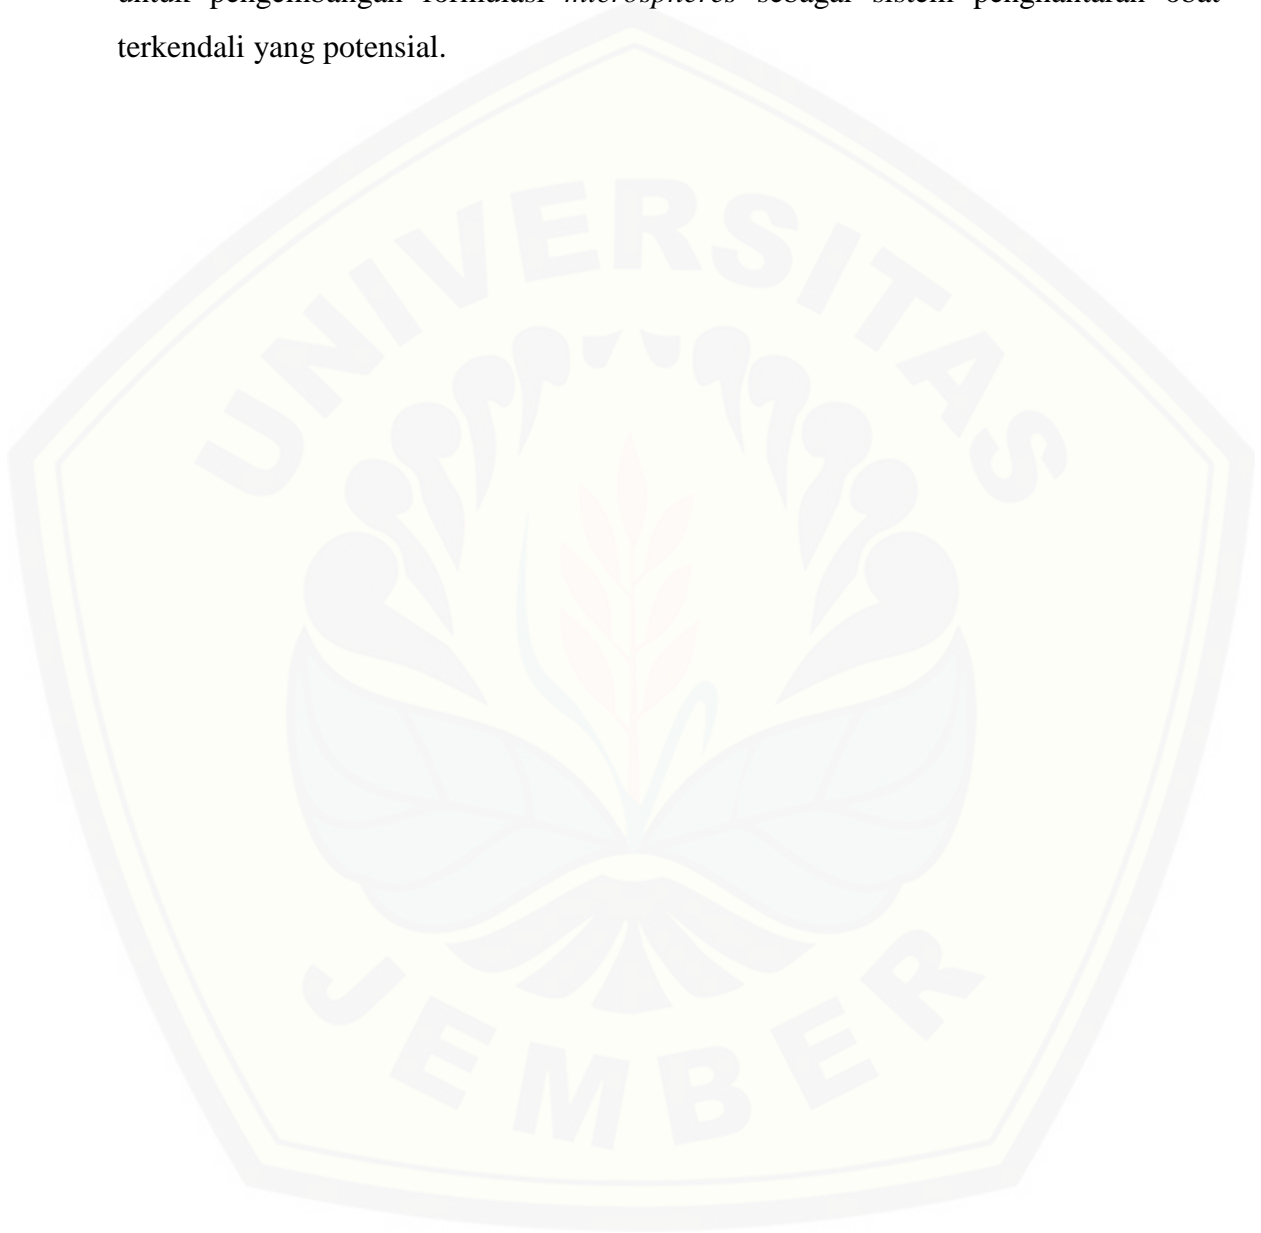 untuk pengembangan formulasi microspheres sebagai sistem penghantaran obat
terkendali yang potensial.
UNIVERSITAS
JEMBER